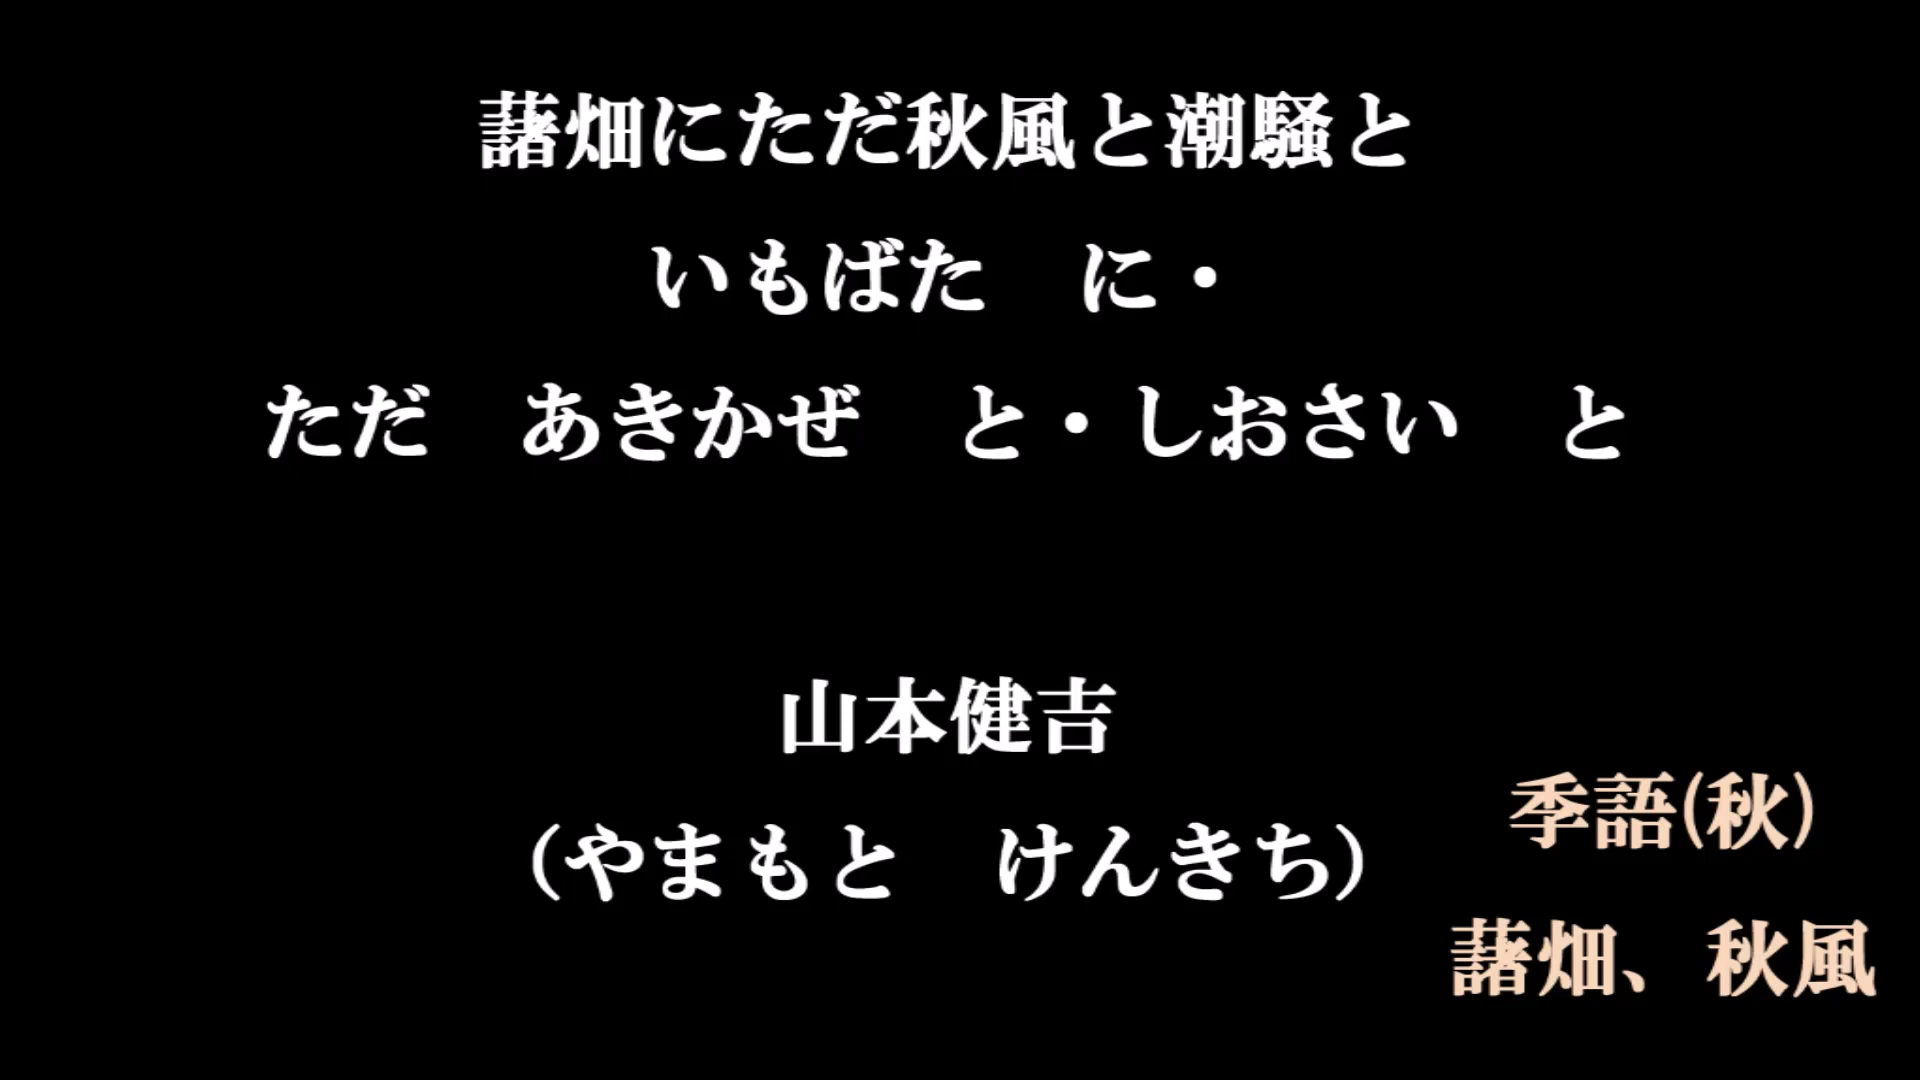 藷畑にただ秋風と潮騒と
いもばた　に・
ただ　あきかぜ　と・しおさい　と
山本健吉
（やまもと　けんきち）
季語(秋)
藷畑、秋風